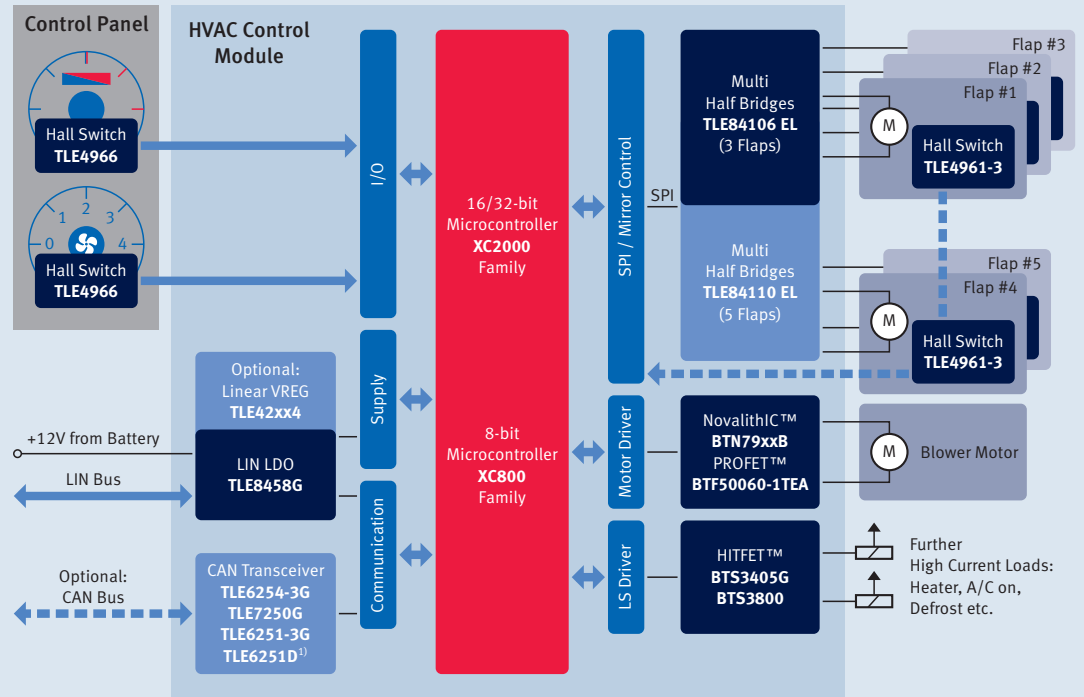 Control Panel
Hall Switch
TLE4966
0
1
2
3
4
Hall Switch
TLE4966
HVAC Control
Module
I/O
Optional:
Linear VREG
TLE42xx4
Supply
+12V from Battery
LIN LDO
TLE8458G
LIN Bus
Communication
CAN Transceiver
TLE6254-3G
TLE7250G
TLE6251-3G
TLE6251D1)
Optional:
CAN Bus
16/32-bit
Microcontroller
XC2000
Family
8-bit
Microcontroller
XC800
Family
SPI / Mirror Control
SPI
Multi
Half Bridges
TLE84106 EL
(3 Flaps)
Multi
Half Bridges
TLE84110 EL
(5 Flaps)
Flap #3
Flap #2
Flap #1
M
Hall Switch
TLE4961-3
Flap #5
Flap #4
M
Hall Switch
TLE4961-3
Motor Driver
NovalithIC™
BTN79xxB
PROFET™
BTF50060-1TEA
M
Blower Motor
LS Driver
HITFET™
BTS3405G
BTS3800
Further
High Current Loads:
Heater, A/C on,
Defrost etc.